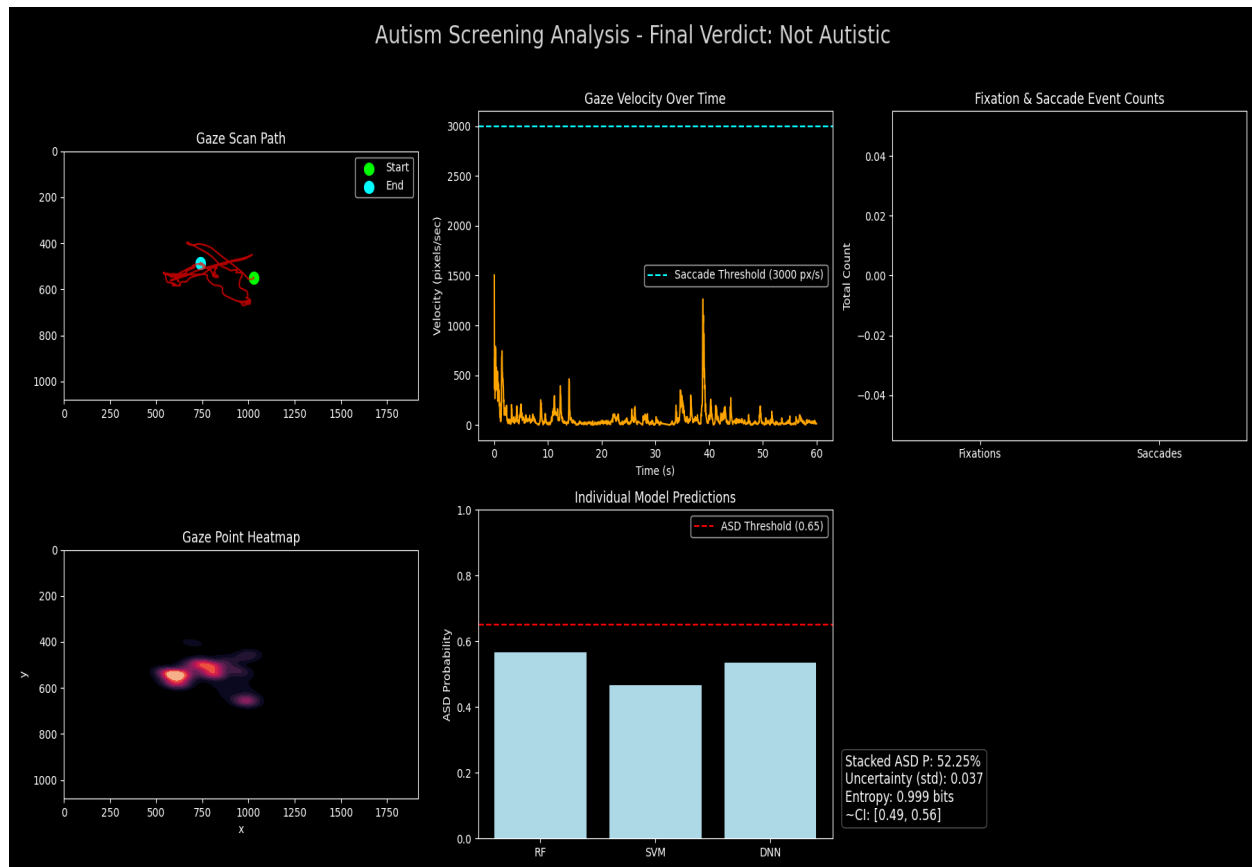 Autism Screening Analysis - Final Verdict: Not Autistic
Gaze Scan Path
0
200
400
600
800
1000
0 250 500 750 1000 1250 1500 1750
Start
End
Gaze Velocity Over Time
Velocity (pixels/sec)
3000
2500
2000
1500
1000
500
0
Saccade Threshold (3000 px/s)
0 10 20 30 40 50 60
Time (s)
Fixation & Saccade Event Counts
Total Count
0.04
0.02
0.00
−0.02
−0.04
Fixations Saccades
Gaze Point Heatmap
y
0
200
400
600
800
1000
0 250 500 750 1000 1250 1500 1750
x
Individual Model Predictions
ASD Probability
1.0
0.8
0.6
0.4
0.2
0.0
ASD Threshold (0.65)
RF SVM DNN
Stacked ASD P: 52.25%
Uncertainty (std): 0.037
Entropy: 0.999 bits
~CI: [0.49, 0.56]